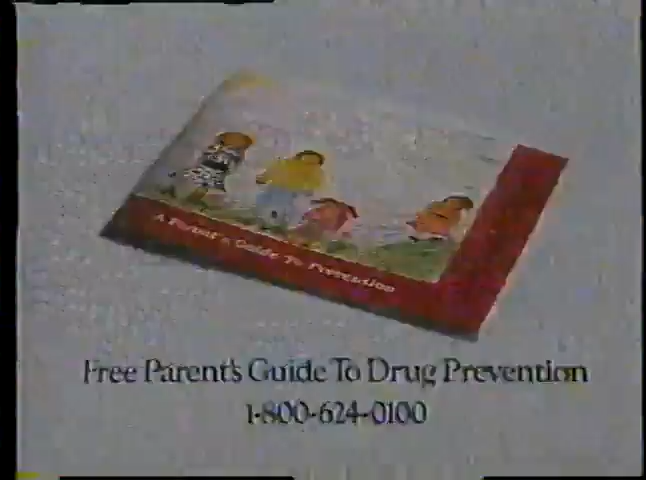 A Parent's Guide To Prevention
Free Parent's Guide To Drug Prevention
1-800-624-0100